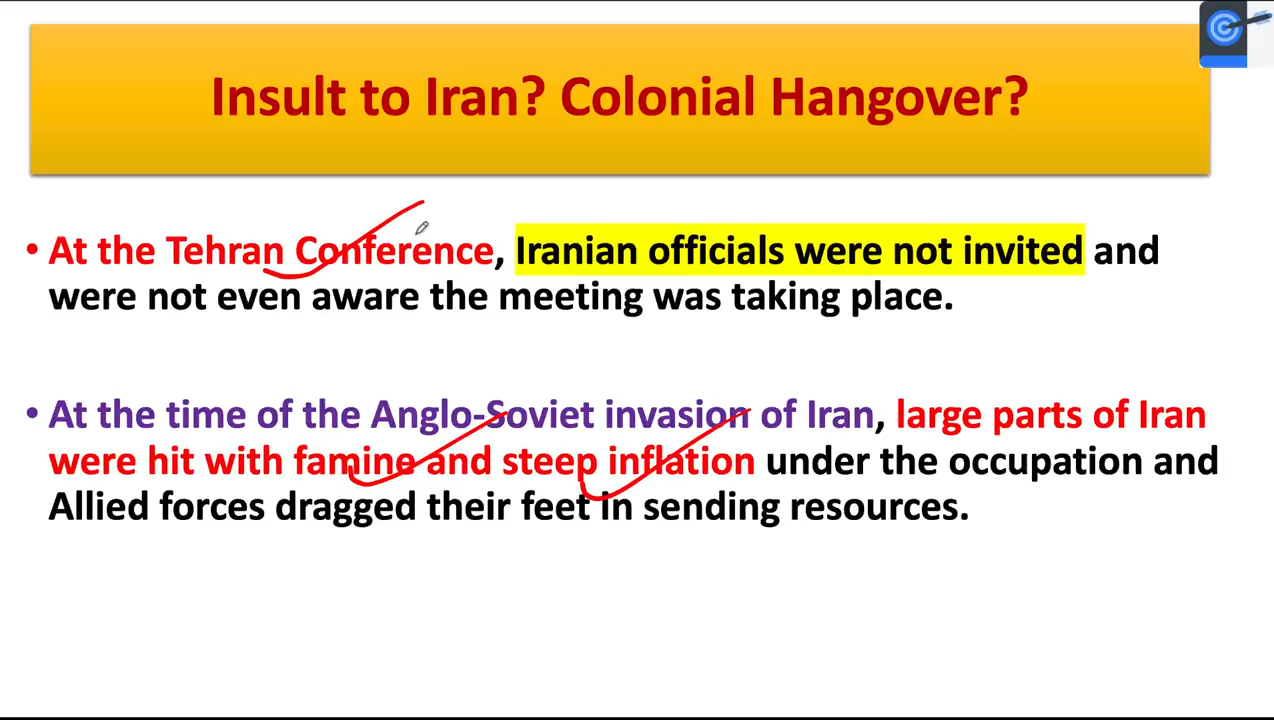 Insult to Iran? Colonial Hangover?
• At the Tehran Conference, Iranian officials were not invited and
were not even aware the meeting was taking place.
• At the time of the Anglo-Soviet invasion of Iran, large parts of Iran
were hit with famine and steep inflation under the occupation and
Allied forces dragged their feet in sending resources.